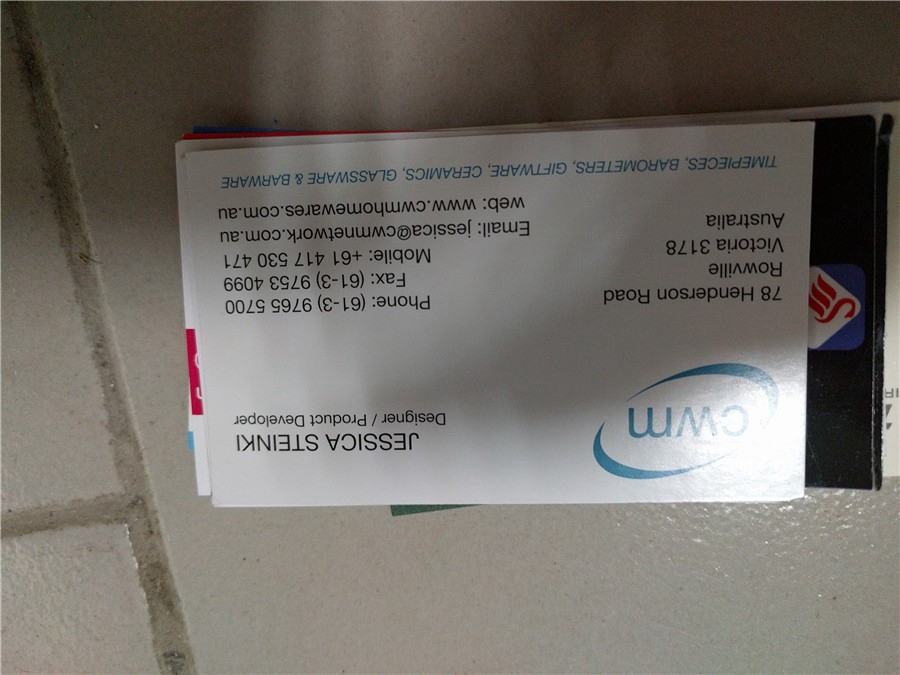 cwm
JESSICA STEINKI
Designer / Product Developer
78 Henderson Road
Rowville
Victoria 3178
Australia
Phone: (61-3) 9765 5700
Fax: (61-3) 9753 4099
Mobile: +61 417 530 471
Email: jessica@cwmnetwork.com.au
web: www.cwmhomewares.com.au
TIMEPIECES, BAROMETERS, GIFTWARE, CERAMICS, GLASSWARE & BARWARE